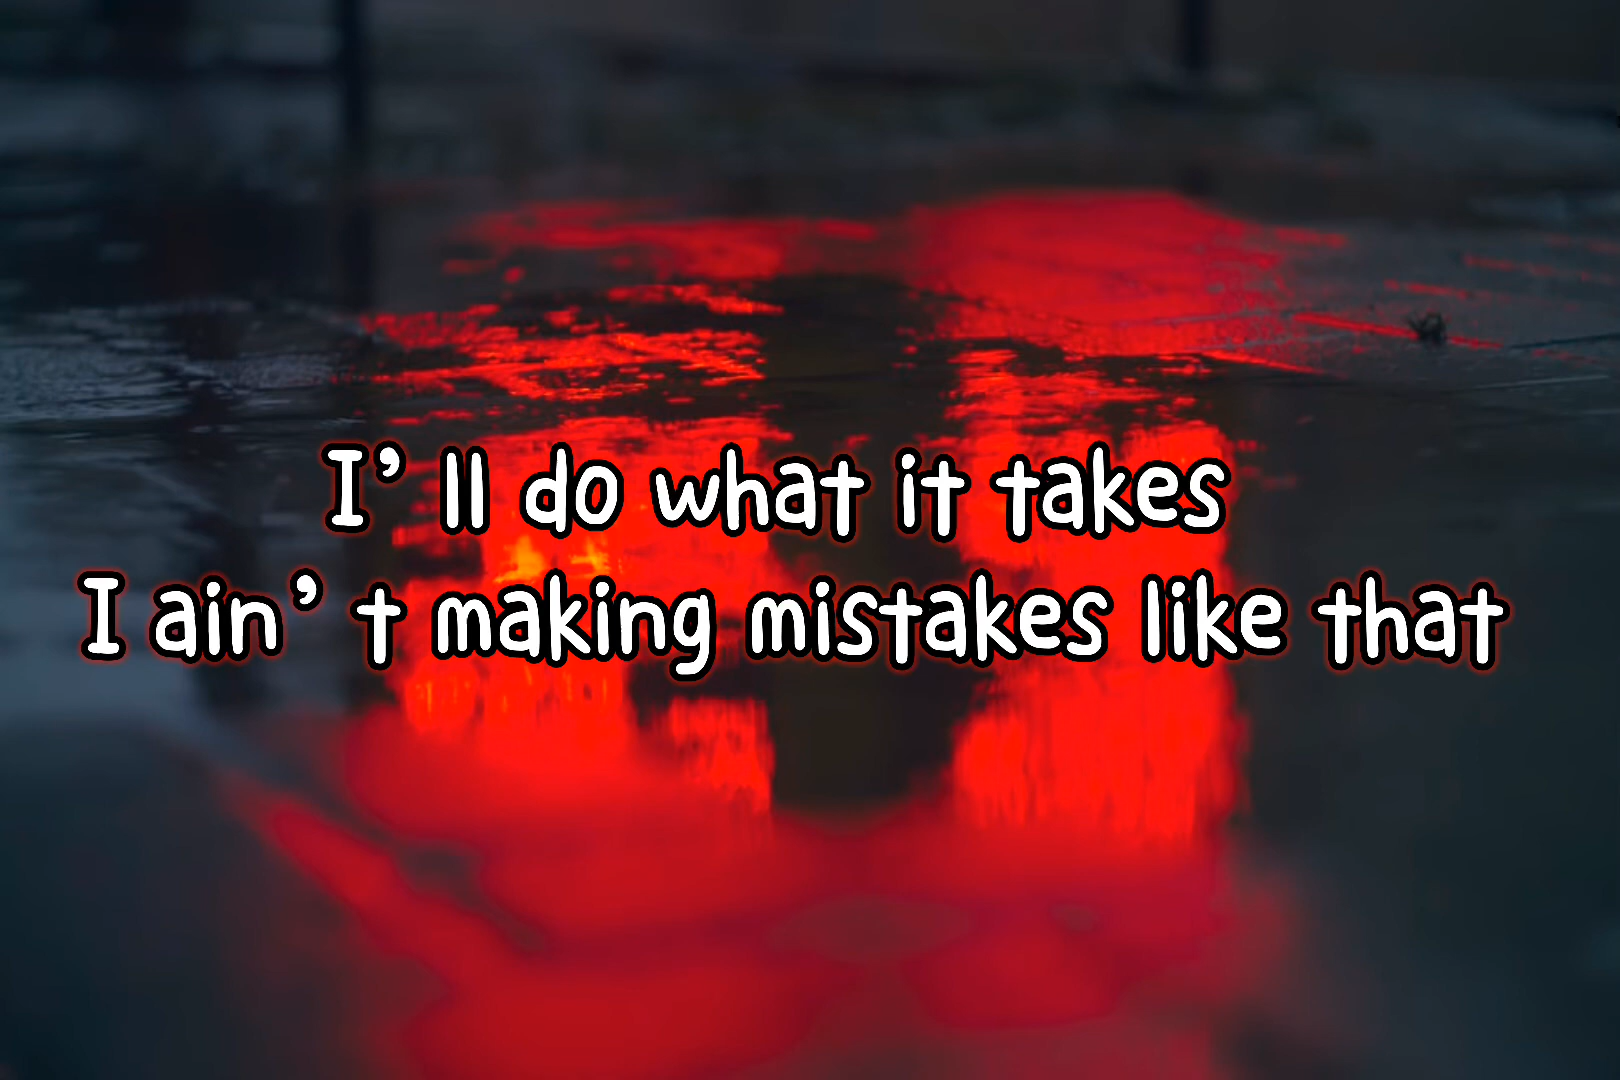 I’ ll do what it takes
I ain’ t making mistakes like that